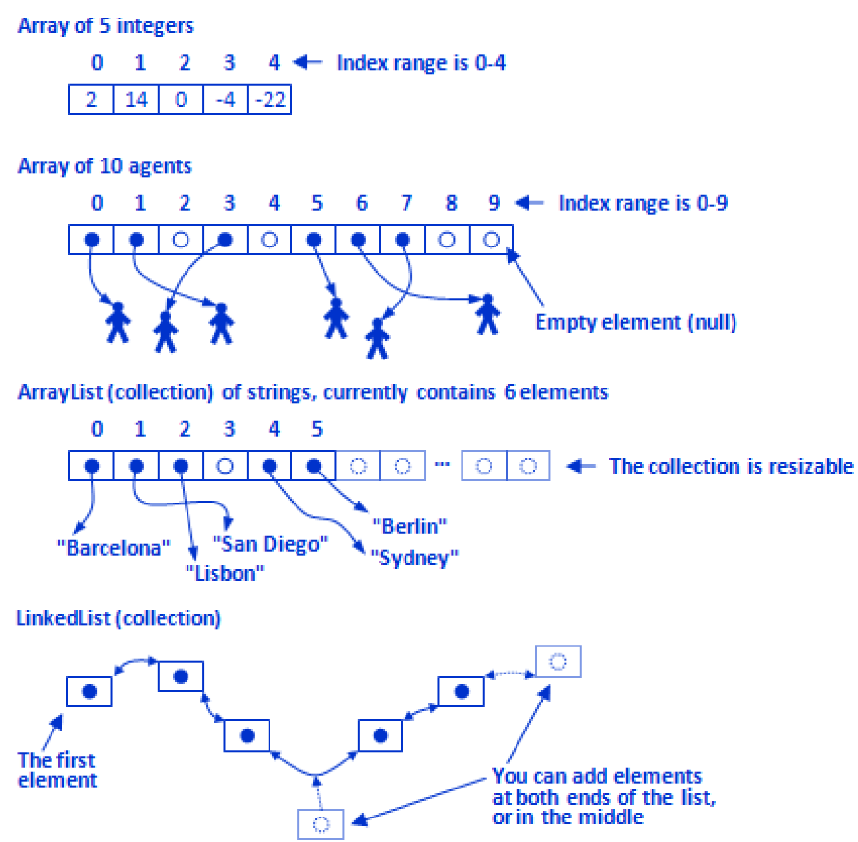 Array of 5 integers
0 1 2 3 4 Index range is 0-4
2 14 0 -4 -22
Array of 10 agents
0 1 2 3 4 5 6 7 8 9 Index range is 0-9
Empty element (null)
ArrayList (collection) of strings, currently contains 6 elements
0 1 2 3 4 5
... The collection is resizable
"Berlin"
"Barcelona" "San Diego" "Sydney"
"Lisbon"
LinkedList (collection)
The first
element
You can add elements
at both ends of the list,
or in the middle